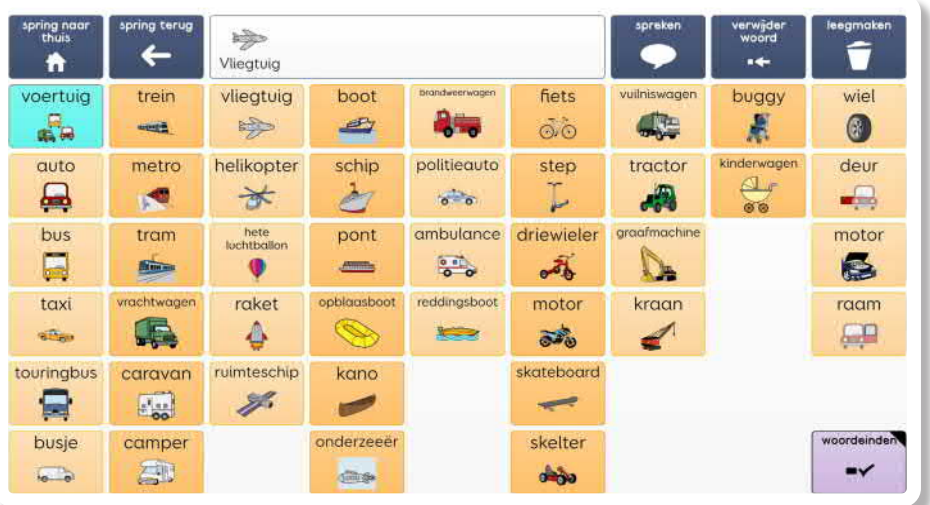 spring naar
thuis
spring terug
Vliegtuig
spreken
verwijder
woord
leegmaken
voertuig
trein
vliegtuig
boot
brandweerwagen
fiets
vuilniswagen
buggy
wiel
auto
metro
helikopter
schip
politieauto
step
tractor
kinderwagen
deur
bus
tram
hete
luchtballon
pont
ambulance
driewieler
graafmachine
motor
taxi
vrachtwagen
raket
opblaasboot
reddingsboot
motor
kraan
raam
touringbus
caravan
ruimteschip
kano
skateboard
busje
camper
onderzeeër
skelter
woordeinden